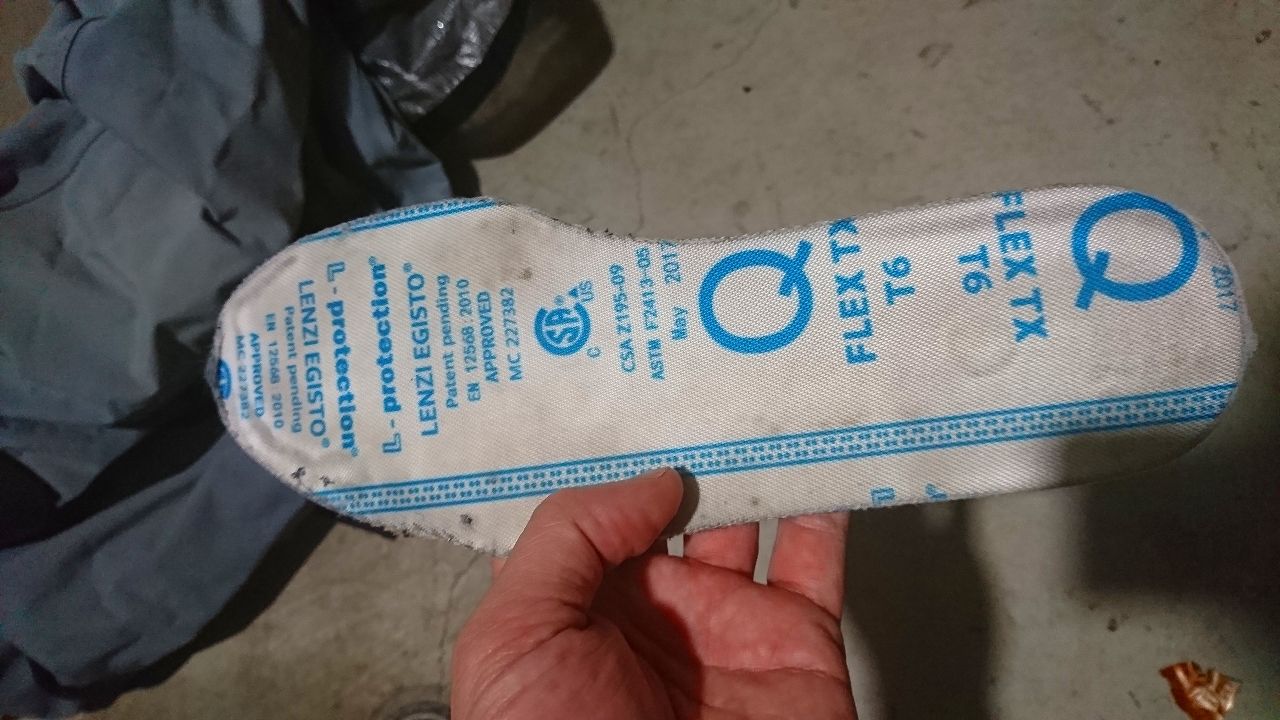 APPROVED
MC 227382
EN 12568 2010
Patent pending
LENZI EGISTO®
L - protection®
L - protection®
LENZI EGISTO®
Patent pending
EN 12568 2010
APPROVED
MC 227382
SA®
C US
CSA Z195-09
ASTM F2413-05
May 2017
Q
FLEX TX
T6
FLEX TX
T6
Q
2017